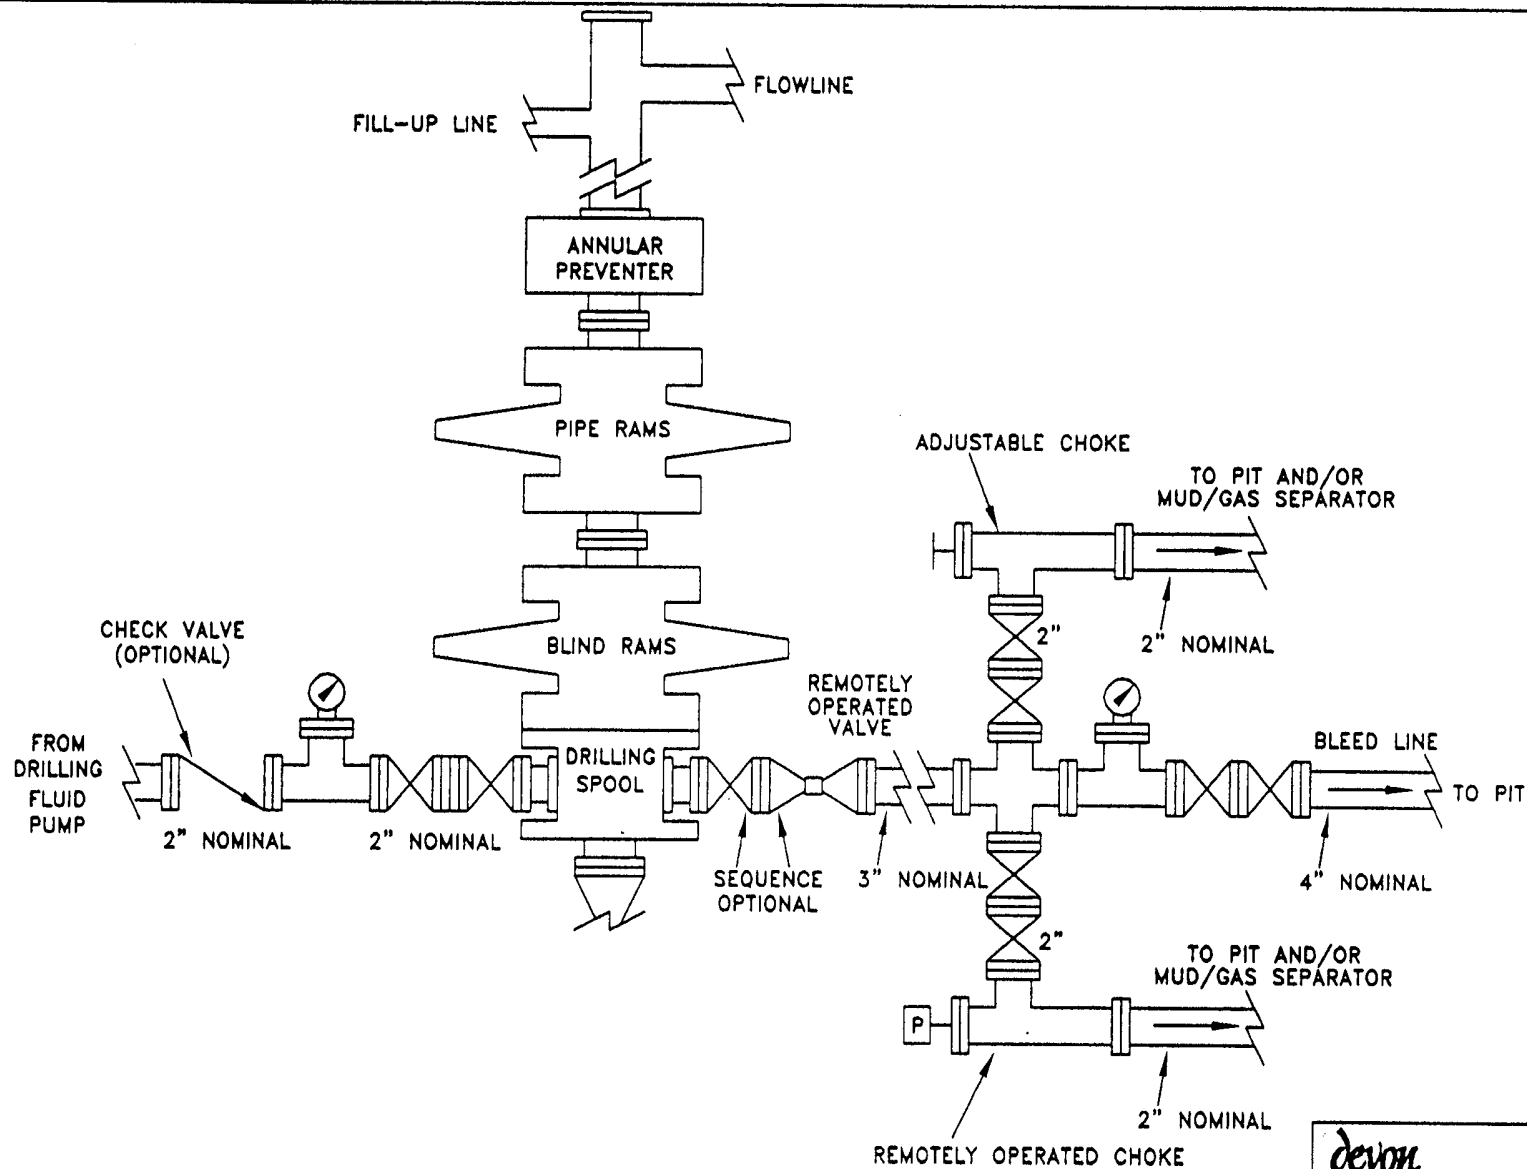 FLOWLINE
FILL-UP LINE
ANNULAR
PREVENTER
PIPE RAMS
ADJUSTABLE CHOKE
TO PIT AND/OR
MUD/GAS SEPARATOR
2" NOMINAL
2"
CHECK VALVE
(OPTIONAL)
BLIND RAMS
REMOTELY
OPERATED
VALVE
FROM
DRILLING
FLUID
PUMP
DRILLING
SPOOL
BLEED LINE
TO PIT
2" NOMINAL
2" NOMINAL
SEQUENCE
OPTIONAL
3" NOMINAL
4" NOMINAL
2"
TO PIT AND/OR
MUD/GAS SEPARATOR
P
2" NOMINAL
REMOTELY OPERATED CHOKE
devon